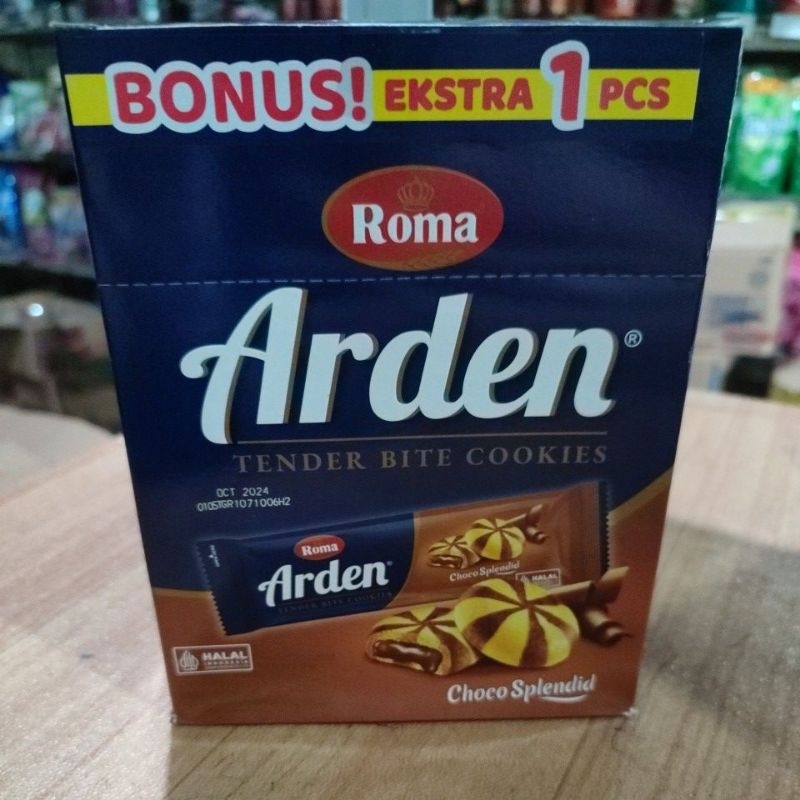 BONUS! EKSTRA 1 PCS
Roma
Arden®
TENDER BITE COOKIES
OCT 2024
0105TGR1071006H2
Roma
Arden
TENDER BITE COOKIES
Choco Splendid
HALAL
HALAL
INDONESIA
Choco Splendid